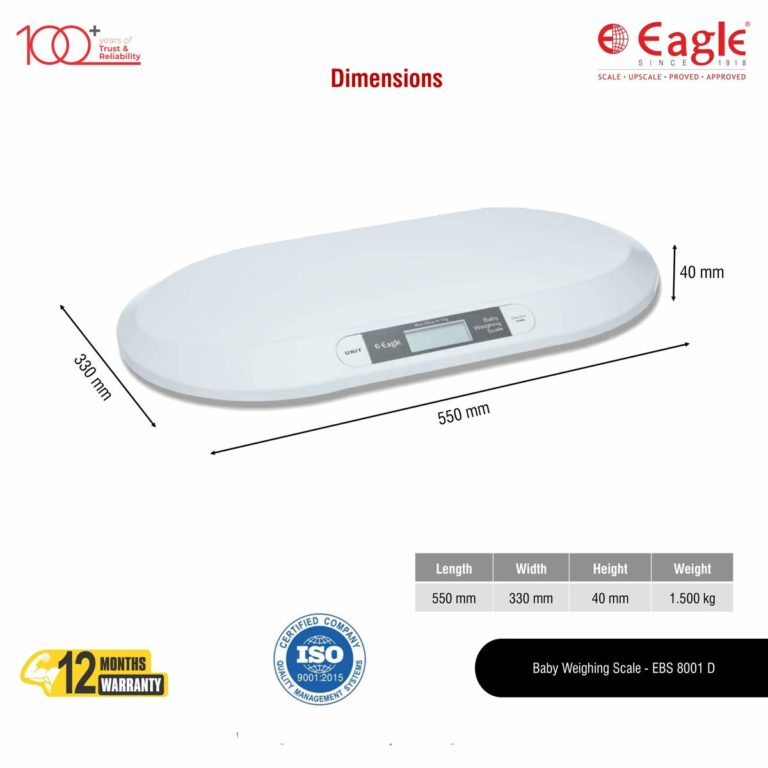 100+ years of
Trust &
Reliability
Eagle®
SINCE 1918
SCALE • UPSCALE • PROVED • APPROVED
Dimensions
40 mm
330 mm
550 mm
UNIT
Eagle
Baby
Weighing
Scale
Length Width Height Weight
550 mm 330 mm 40 mm 1.500 kg
12 MONTHS
WARRANTY
CERTIFIED COMPANY
ISO
9001:2015
QUALITY MANAGEMENT SYSTEMS
Baby Weighing Scale - EBS 8001 D